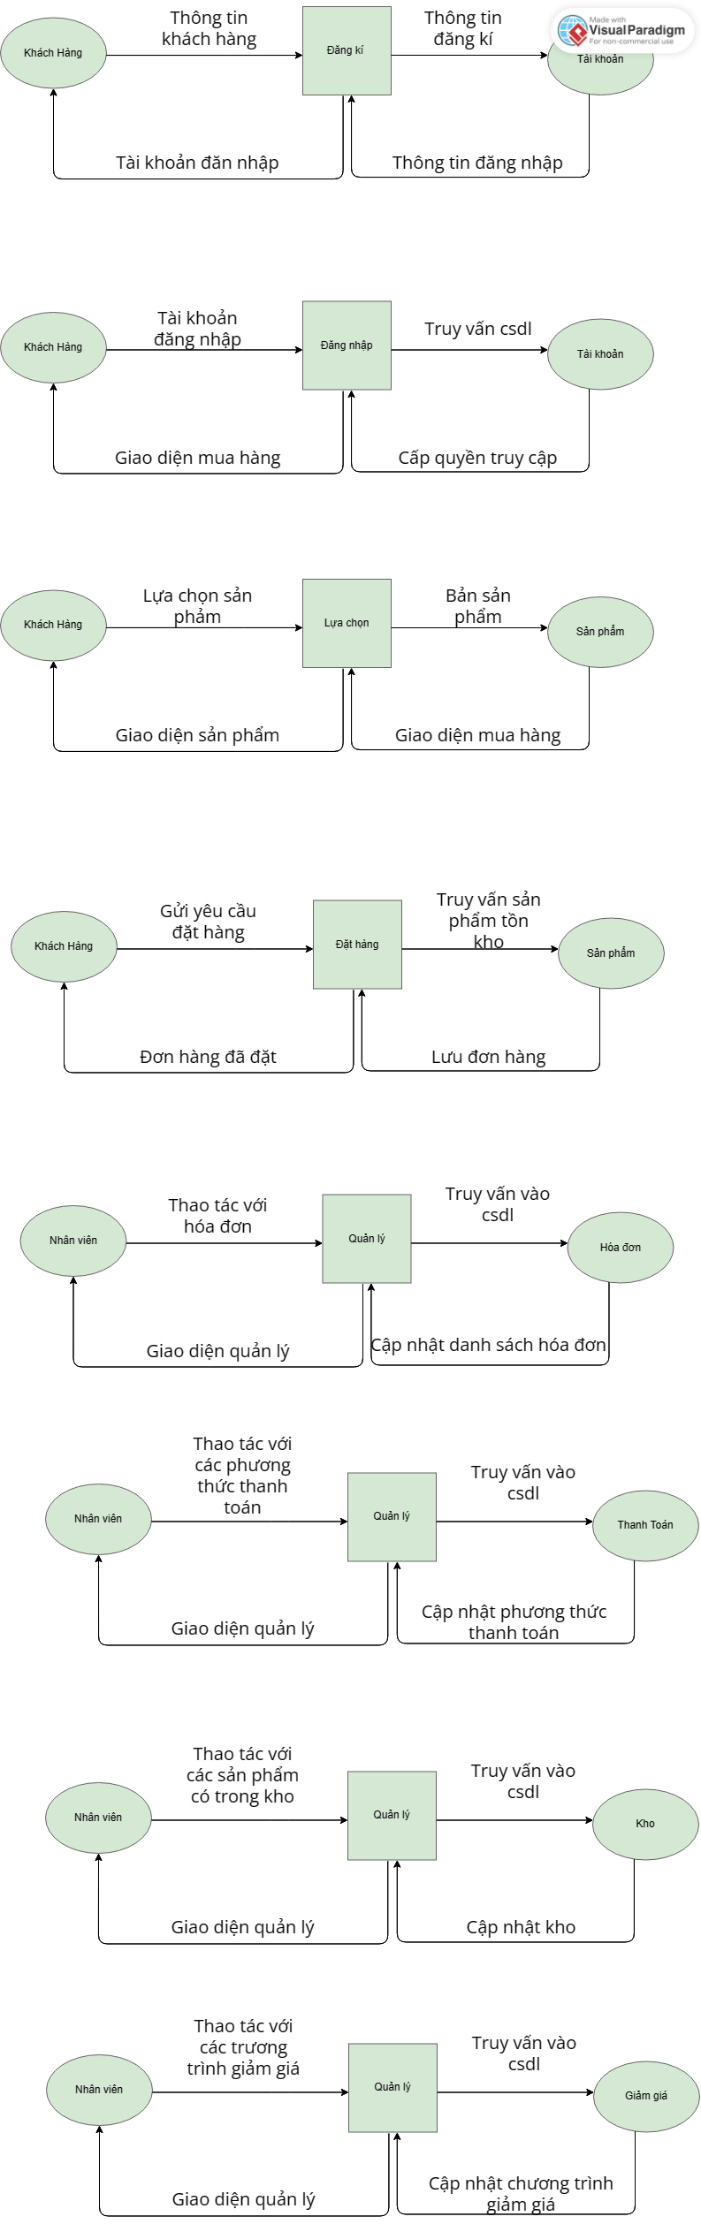 Thông tin
khách hàng
Thông tin
đăng kí
Made with
VisualParadigm
For non-commercial use
Khách Hàng
Đăng kí
Tài khoản
Tài khoản đăn nhập
Thông tin đăng nhập
Tài khoản
đăng nhập
Truy vấn csdl
Khách Hàng
Đăng nhập
Tài khoản
Giao diện mua hàng
Cấp quyền truy cập
Lựa chọn sản
phảm
Bản sản
phẩm
Khách Hàng
Lựa chọn
Sản phẩm
Giao diện sản phẩm
Giao diện mua hàng
Gửi yêu cầu
đặt hàng
Truy vấn sản
phẩm tồn
kho
Khách Hàng
Đặt hàng
Sản phẩm
Đơn hàng đã đặt
Lưu đơn hàng
Thao tác với
hóa đơn
Truy vấn vào
csdl
Nhân viên
Quản lý
Hóa đơn
Giao diện quản lý
Cập nhật danh sách hóa đơn
Thao tác với
các phương
thức thanh
toán
Truy vấn vào
csdl
Nhân viên
Quản lý
Thanh Toán
Giao diện quản lý
Cập nhật phương thức
thanh toán
Thao tác với
các sản phẩm
có trong kho
Truy vấn vào
csdl
Nhân viên
Quản lý
Kho
Giao diện quản lý
Cập nhật kho
Thao tác với
các trương
trình giảm giá
Truy vấn vào
csdl
Nhân viên
Quản lý
Giảm giá
Giao diện quản lý
Cập nhật chương trình
giảm giá